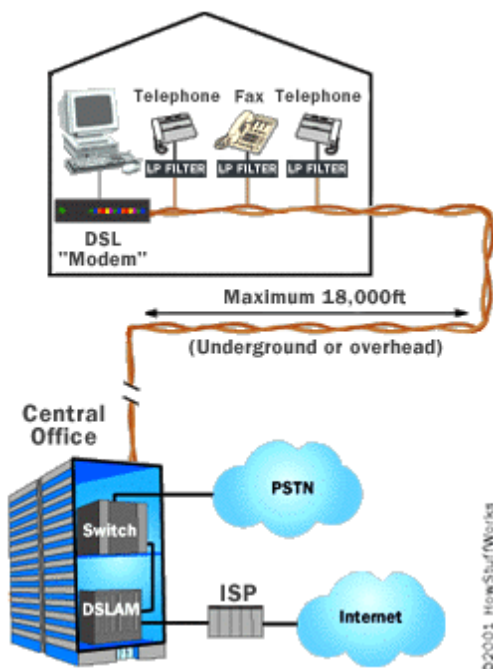 Telephone Fax Telephone
LP FILTER LP FILTER LP FILTER
DSL
"Modem"
Maximum 18,000ft
(Underground or overhead)
Central
Office
PSTN
Switch
DSLAM
ISP
Internet
©2001 HowStuffWorks